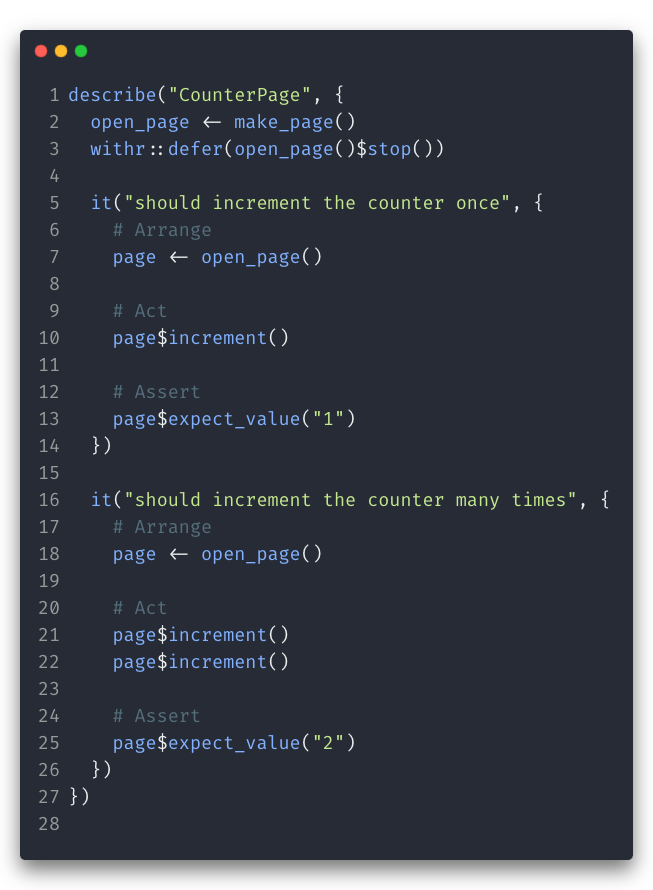 1 describe("CounterPage", {
2   open_page <- make_page()
3   withr::defer(open_page()$stop())
4
5   it("should increment the counter once", {
6     # Arrange
7     page <- open_page()
8
9     # Act
10     page$increment()
11
12     # Assert
13     page$expect_value("1")
14   })
15
16   it("should increment the counter many times", {
17     # Arrange
18     page <- open_page()
19
20     # Act
21     page$increment()
22     page$increment()
23
24     # Assert
25     page$expect_value("2")
26   })
27 })
28